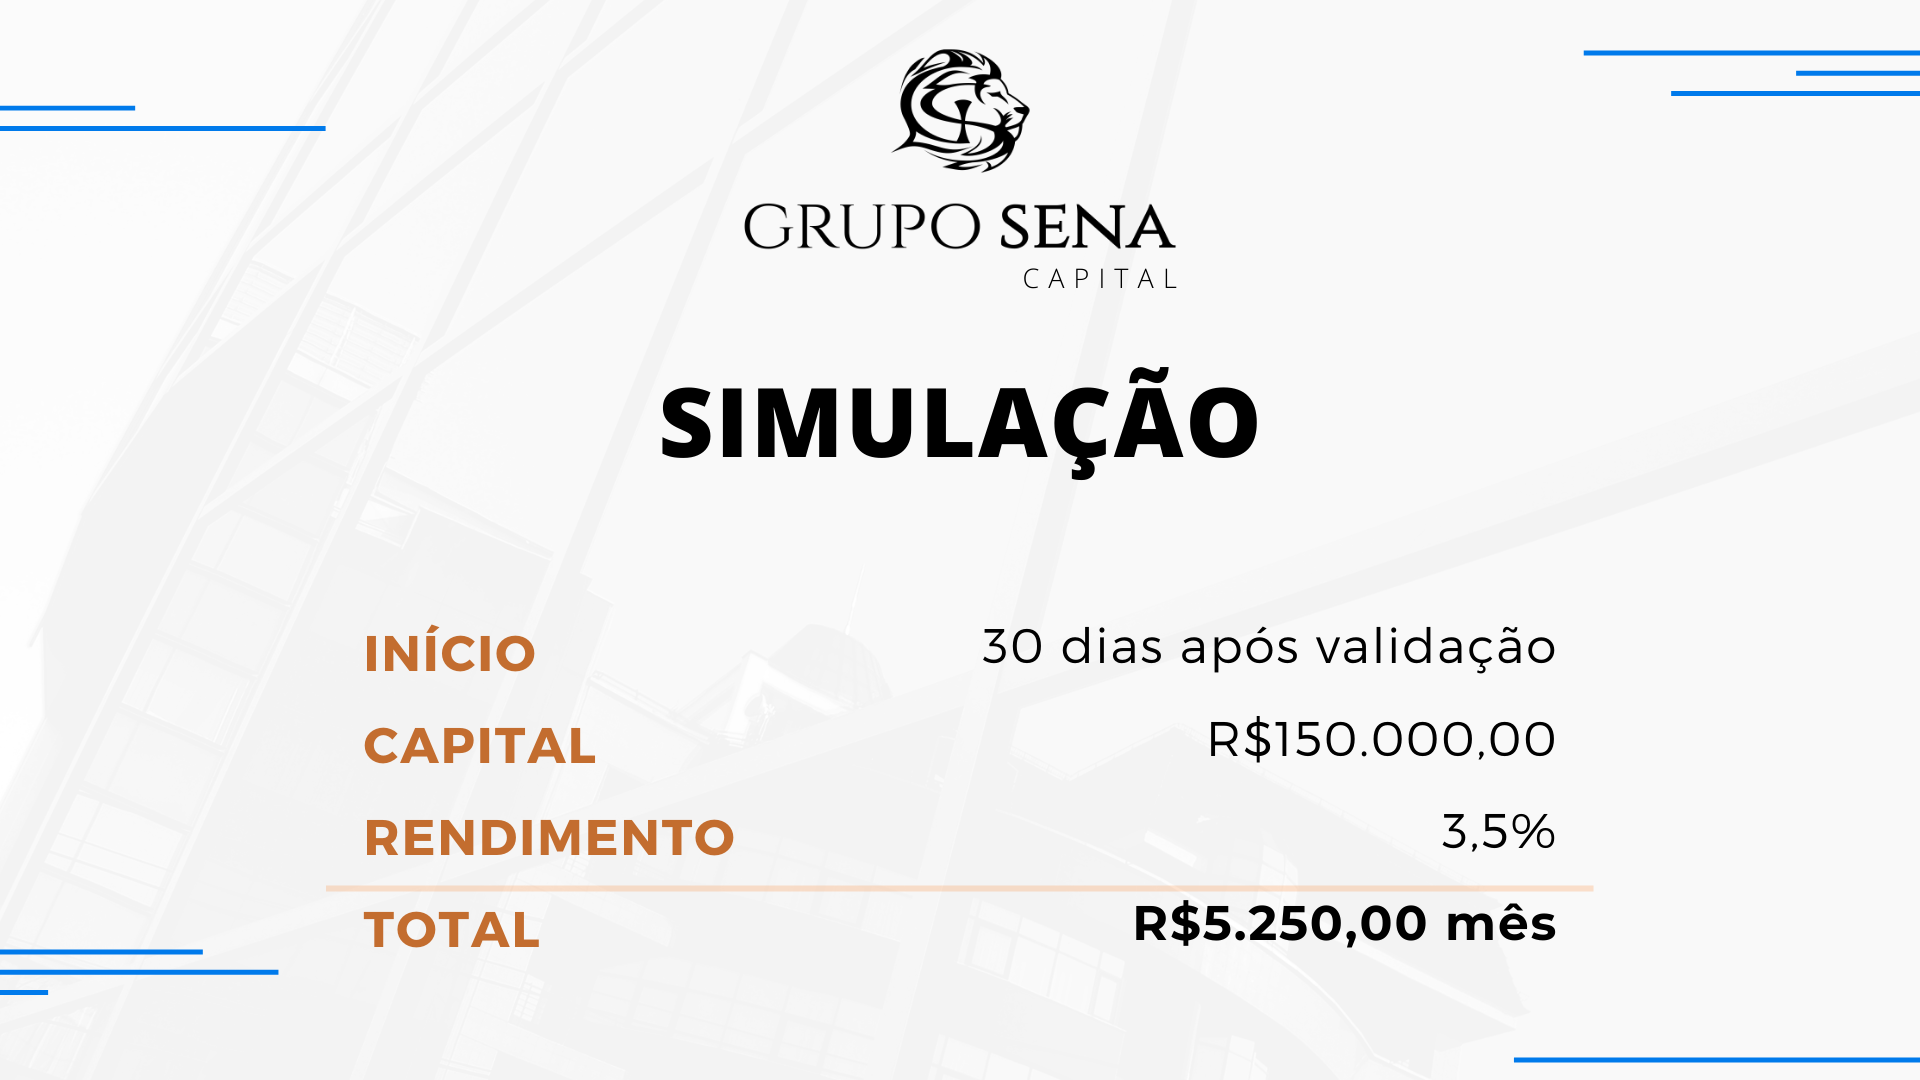 GRUPO SENA
CAPITAL
SIMULAÇÃO
INÍCIO 30 dias após validação
CAPITAL R$150.000,00
RENDIMENTO 3,5%
TOTAL R$5.250,00 mês